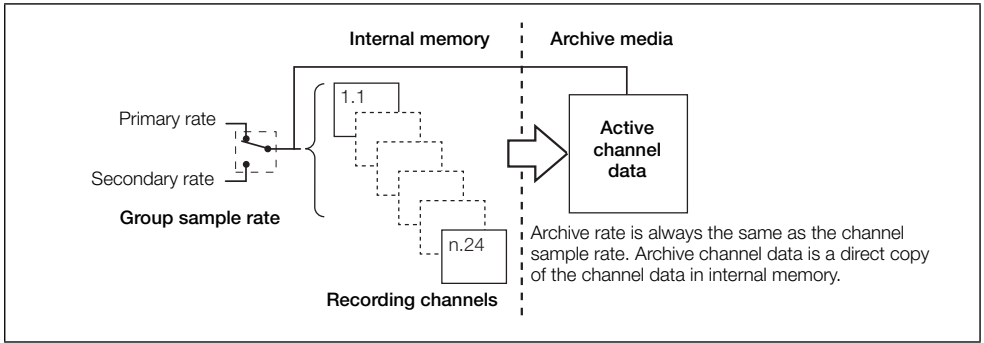 Internal memory
Archive media
1.1
Primary rate
Secondary rate
Group sample rate
Active
channel
data
n.24
Recording channels
Archive rate is always the same as the channel
sample rate. Archive channel data is a direct copy
of the channel data in internal memory.